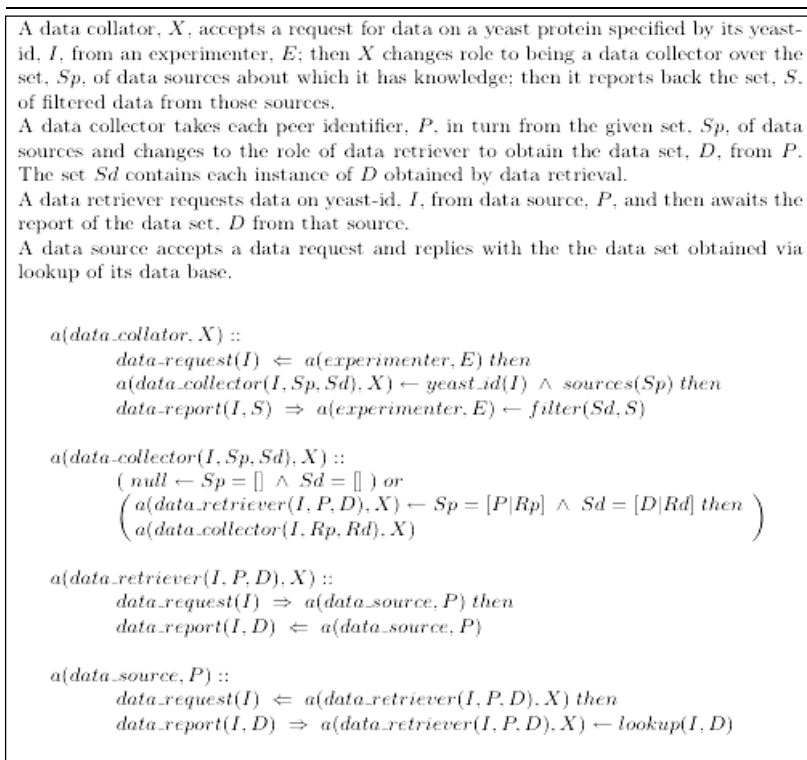 A data collator, X, accepts a request for data on a yeast protein specified by its yeast-
id, I, from an experimenter, E; then X changes role to being a data collector over the
set, Sp, of data sources about which it has knowledge; then it reports back the set, S,
of filtered data from those sources.
A data collector takes each peer identifier, P, in turn from the given set, Sp, of data
sources and changes to the role of data retriever to obtain the data set, D, from P.
The set Sd contains each instance of D obtained by data retrieval.
A data retriever requests data on yeast-id, I, from data source, P, and then awaits the
report of the data set, D from that source.
A data source accepts a data request and replies with the the data set obtained via
lookup of its data base.
a(data_collator, X) ::
data_request(I) ⇐ a(experimenter, E) then
a(data_collector(I, Sp, Sd), X) ← yeast_id(I) ∧ sources(Sp) then
data_report(I, S) ⇒ a(experimenter, E) ← filter(Sd, S)
a(data_collector(I, Sp, Sd), X) ::
( null ← Sp = [] ∧ Sd = [] ) or
( a(data_retriever(I, P, D), X) ← Sp = [P|Rp] ∧ Sd = [D|Rd] then
a(data_collector(I, Rp, Rd), X) )
a(data_retriever(I, P, D), X) ::
data_request(I) ⇒ a(data_source, P) then
data_report(I, D) ⇐ a(data_source, P)
a(data_source, P) ::
data_request(I) ⇐ a(data_retriever(I, P, D), X) then
data_report(I, D) ⇒ a(data_retriever(I, P, D), X) ← lookup(I, D)